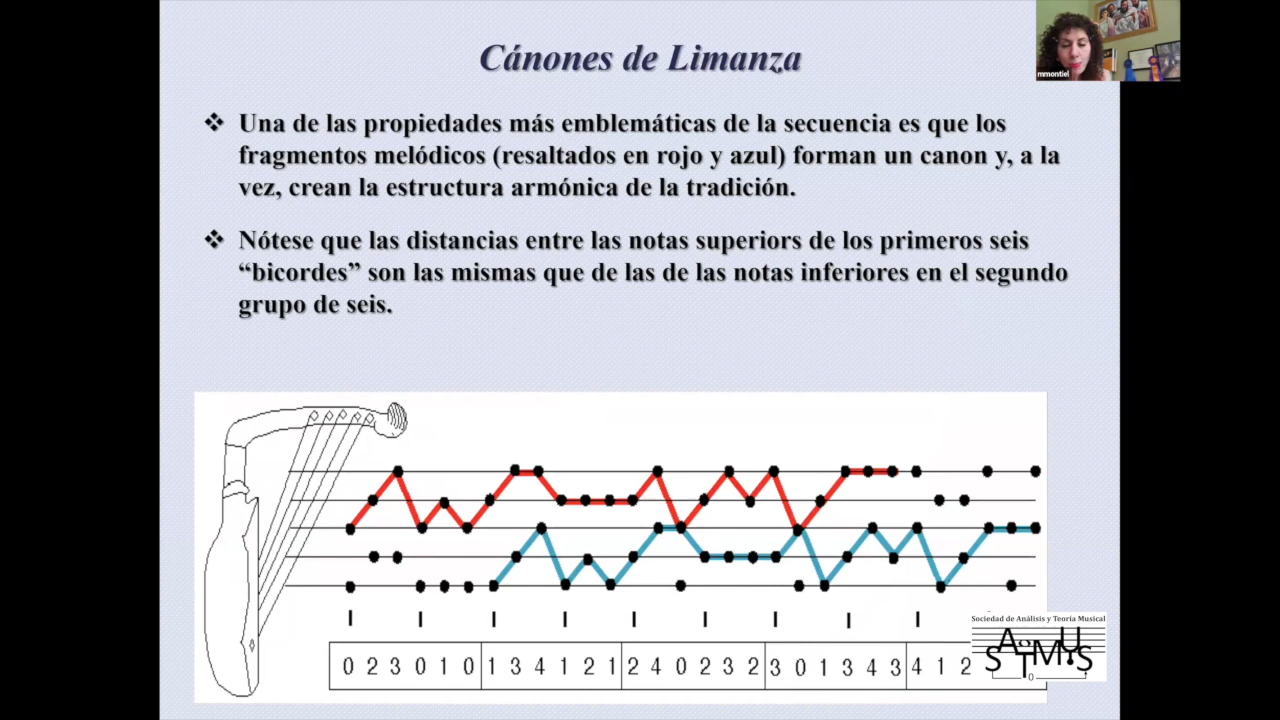 Cánones de Limanza
mmontiel
❖ Una de las propiedades más emblemáticas de la secuencia es que los
fragmentos melódicos (resaltados en rojo y azul) forman un canon y, a la
vez, crean la estructura armónica de la tradición.
❖ Nótese que las distancias entre las notas superiors de los primeros seis
“bicordes” son las mismas que de las de las notas inferiores en el segundo
grupo de seis.
0 2 3 0 1 0 1 3 4 1 2 1 2 4 0 2 3 2 3 0 1 3 4 3 4 1 2
Sociedad de Análisis y Teoría Musical
SATMUS
0